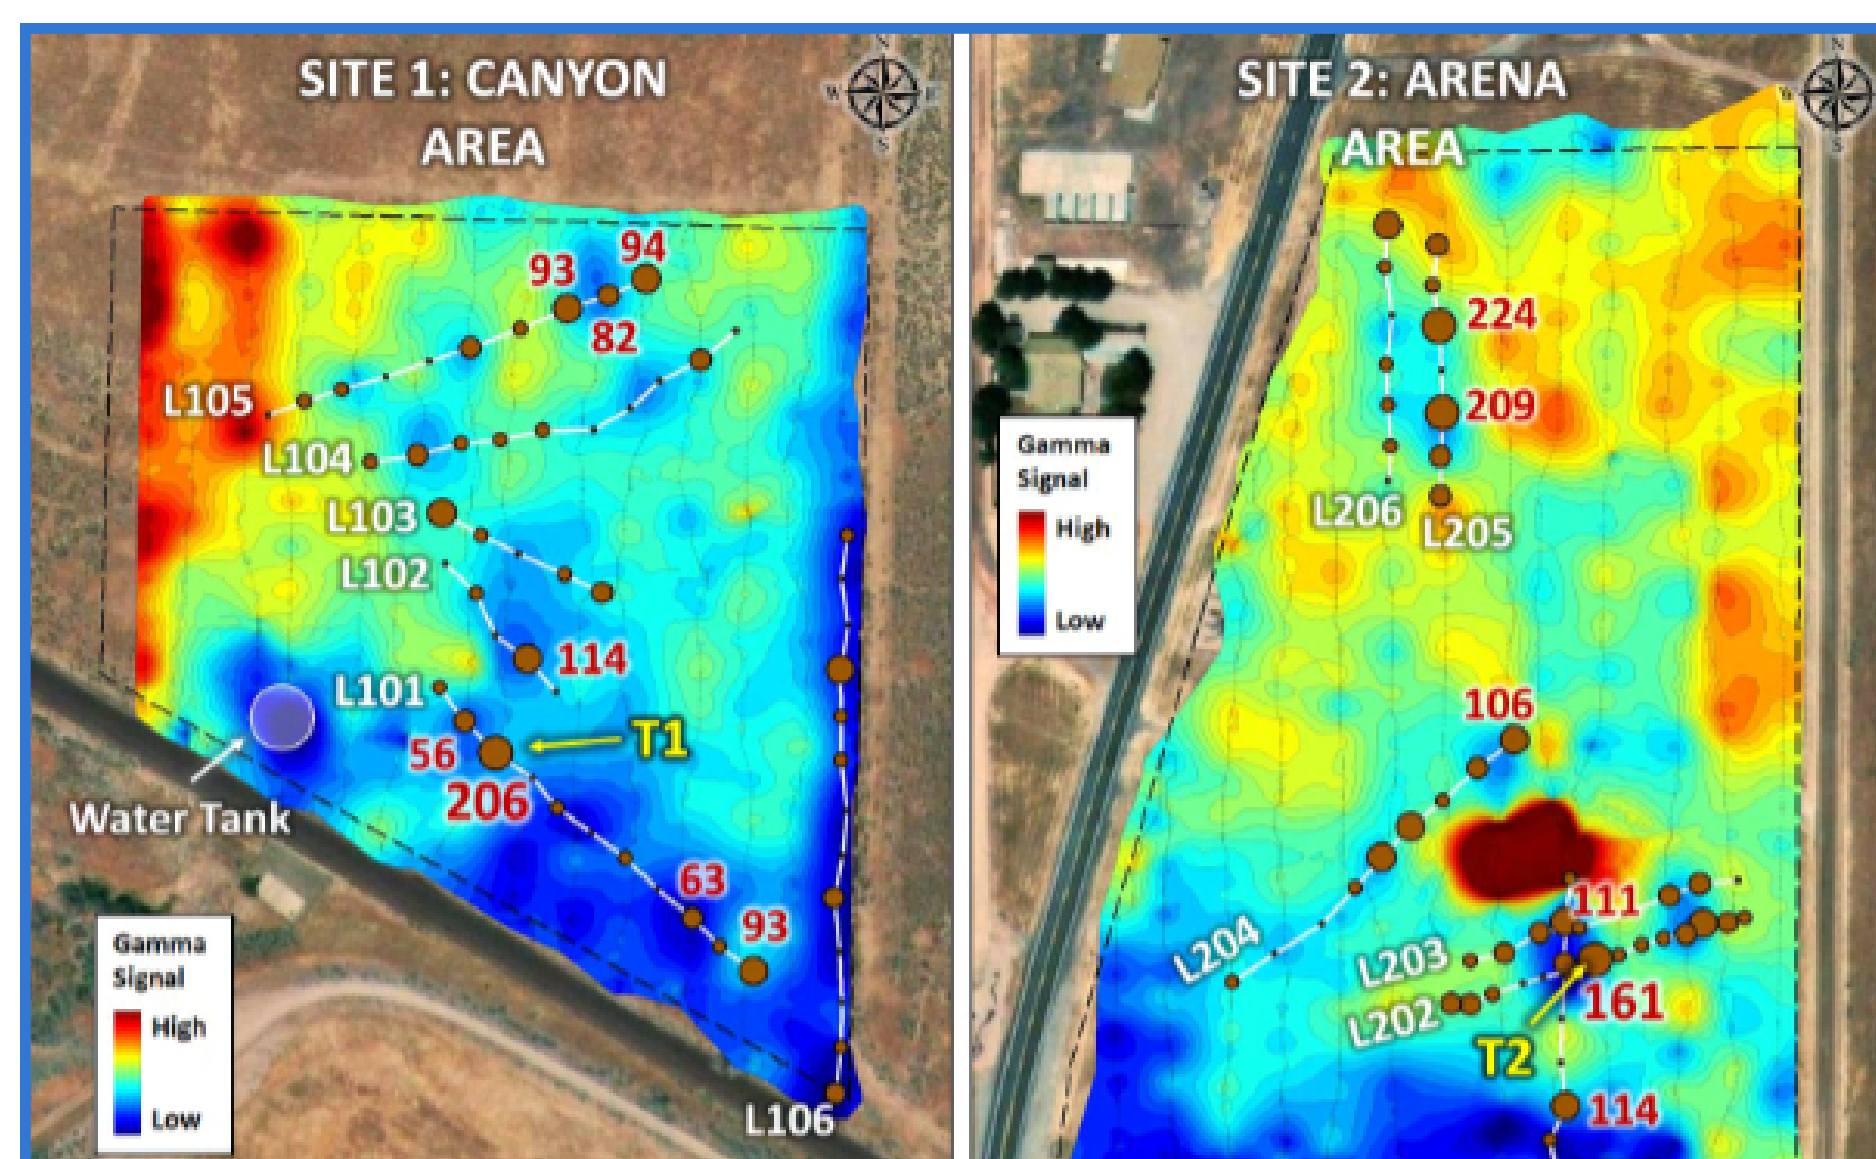 SITE 1: CANYON
AREA
N
W
E
S
94
93
82
L105
L104
L103
L102
114
L101
T1
56
206
Water Tank
63
93
Gamma
Signal
High
Low
L106
SITE 2: ARENA
AREA
N
S
224
209
Gamma
Signal
High
Low
L206
L205
106
111
L204
L203
161
L202
T2
114